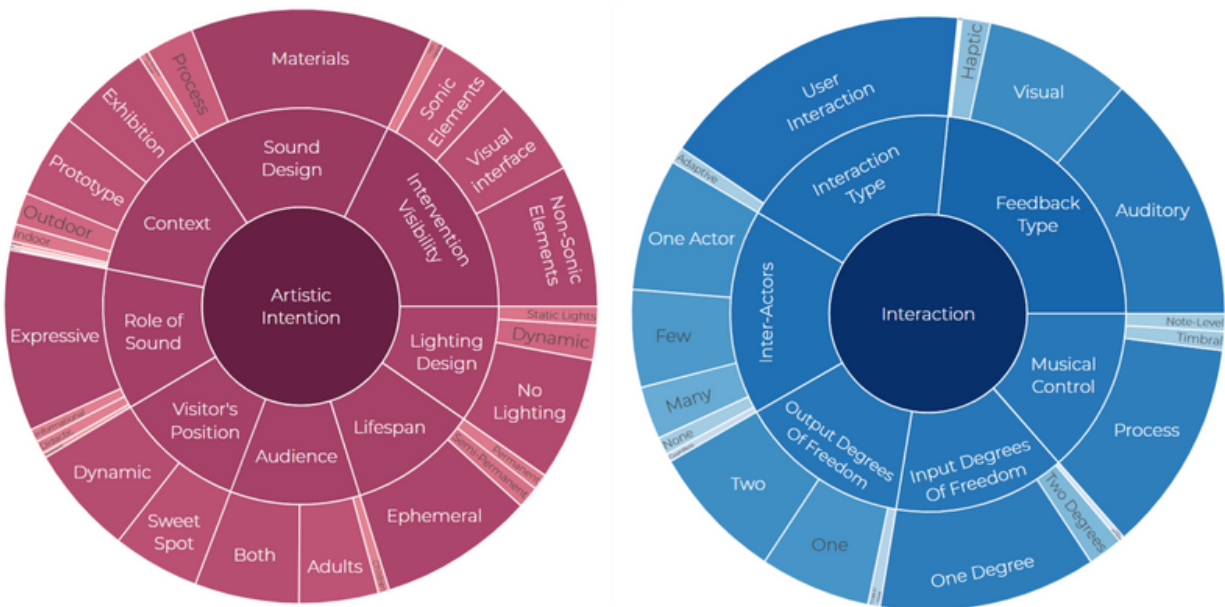 Artistic
Intention
Sound
Design
Materials
Process
Intervention
Visibility
Sonic
Elements
Visual
interface
Non-Sonic
Elements
Lighting
Design
Static Lights
Dynamic
No
Lighting
Lifespan
Permanent
Semi-Permanent
Ephemeral
Audience
Adults
Both
Visitor's
Position
Sweet
Spot
Dynamic
Role of
Sound
Didactic
Informational
Expressive
Context
Indoor
Outdoor
Prototype
Exhibition
Interaction
Interaction
Type
User
Interaction
Adaptive
Feedback
Type
Haptic
Visual
Auditory
Musical
Control
Note-Level
Timbral
Process
Input Degrees
Of Freedom
Two Degrees
One Degree
Output Degrees
Of Freedom
One
Two
Inter-Actors
None
Many
Few
One Actor